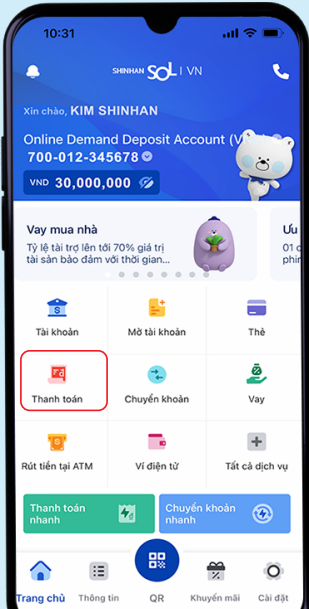 10:31
SHINHAN SOL VN
Xin chào, KIM SHINHAN
Online Demand Deposit Account (V
700-012-345678
VND 30,000,000
Vay mua nhà
Tỷ lệ tài trợ lên tới 70% giá trị
tài sản bảo đảm với thời gian...
Ưu
01 c
phir
Tài khoản
Mở tài khoản
Thẻ
Thanh toán
Chuyển khoản
Vay
Rút tiền tại ATM
Ví điện tử
Tất cả dịch vụ
Thanh toán
nhanh
Chuyển khoản
nhanh
Trang chủ
Thông tin
QR
Khuyến mãi
Cài đặt